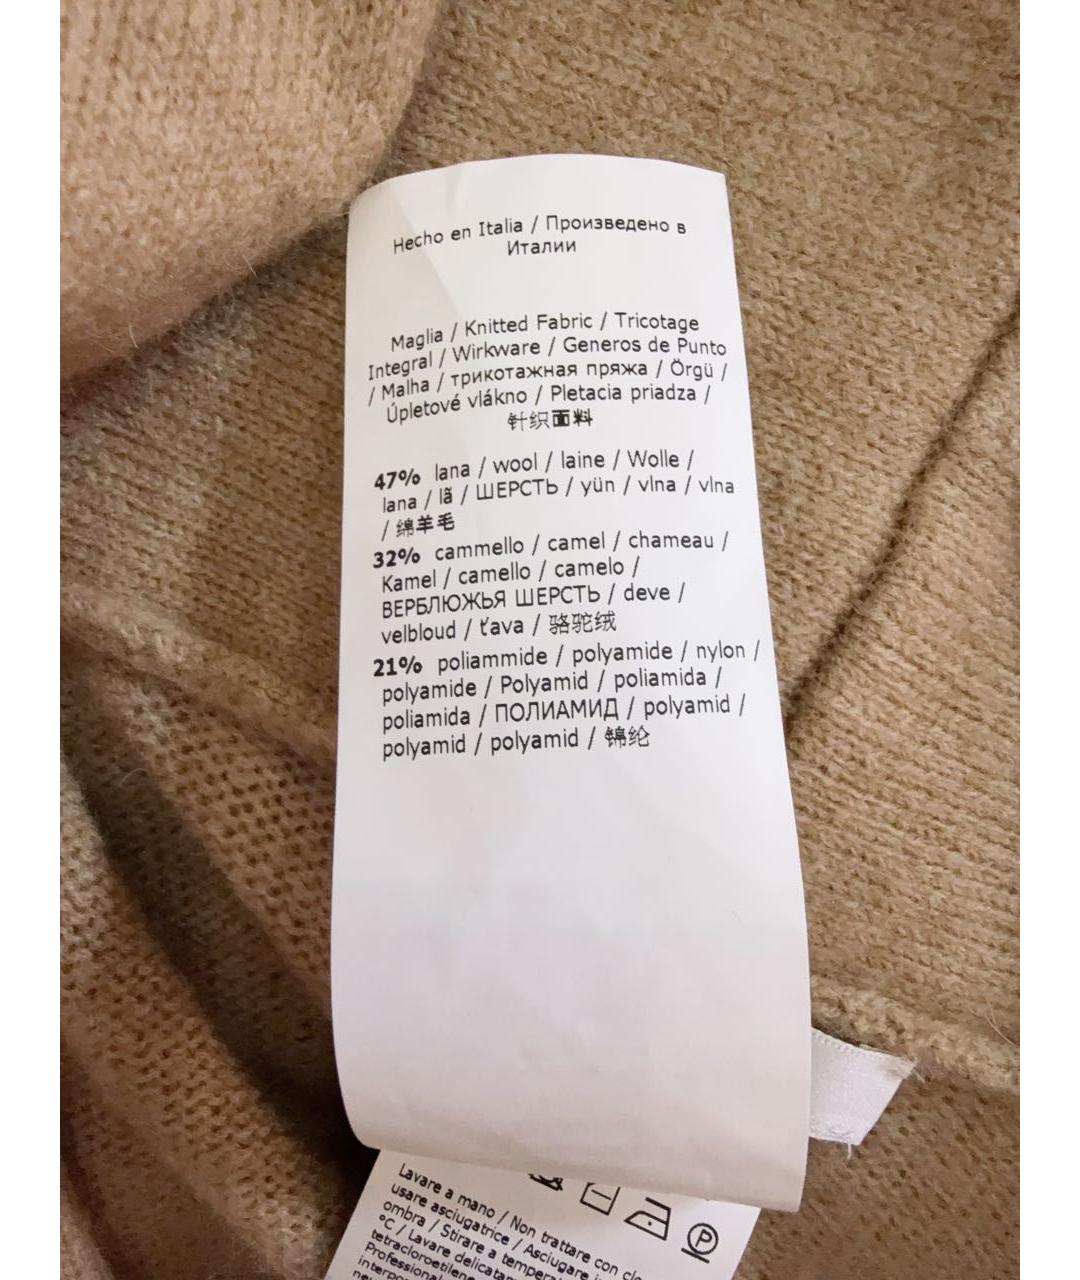 Hecho en Italia / Произведено в
Италии
Maglia / Knitted Fabric / Tricotage
Integral / Wirkware / Generos de Punto
/ Malha / трикотажная пряжа / Örgü /
Úpletové vlákno / Pletacia priadza /
针织面料
47% lana / wool / laine / Wolle /
lana / lã / ШЕРСТЬ / yün / vlna / vlna
/ 绵羊毛
32% cammello / camel / chameau /
Kamel / camello / camelo /
ВЕРБЛЮЖЬЯ ШЕРСТЬ / deve /
velbloud / ťava / 骆驼绒
21% poliammide / polyamide / nylon /
polyamide / Polyamid / poliamida /
poliamida / ПОЛИАМИД / polyamid /
polyamid / polyamid / 锦纶
P
Lavare a mano / Non trattare con
usare asciugatrice / Asciugare
ombra / Stirare a
°C / Lavare
tetracloroetilene